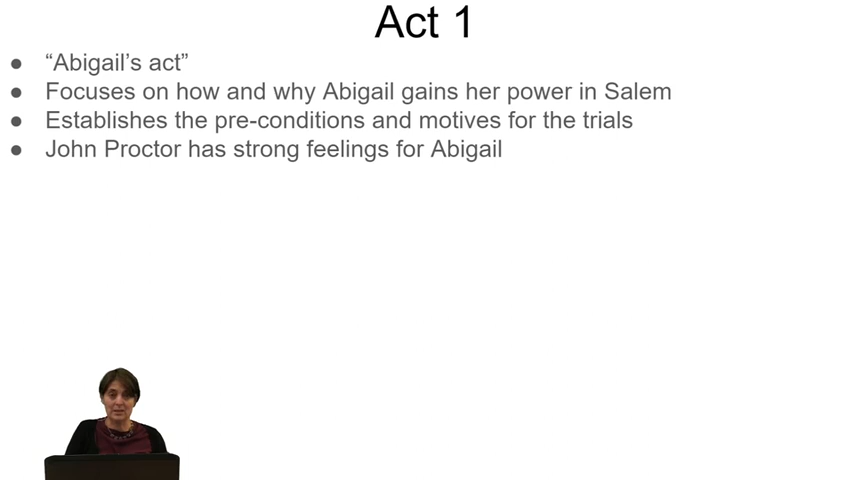 Act 1
● “Abigail’s act”
● Focuses on how and why Abigail gains her power in Salem
● Establishes the pre-conditions and motives for the trials
● John Proctor has strong feelings for Abigail